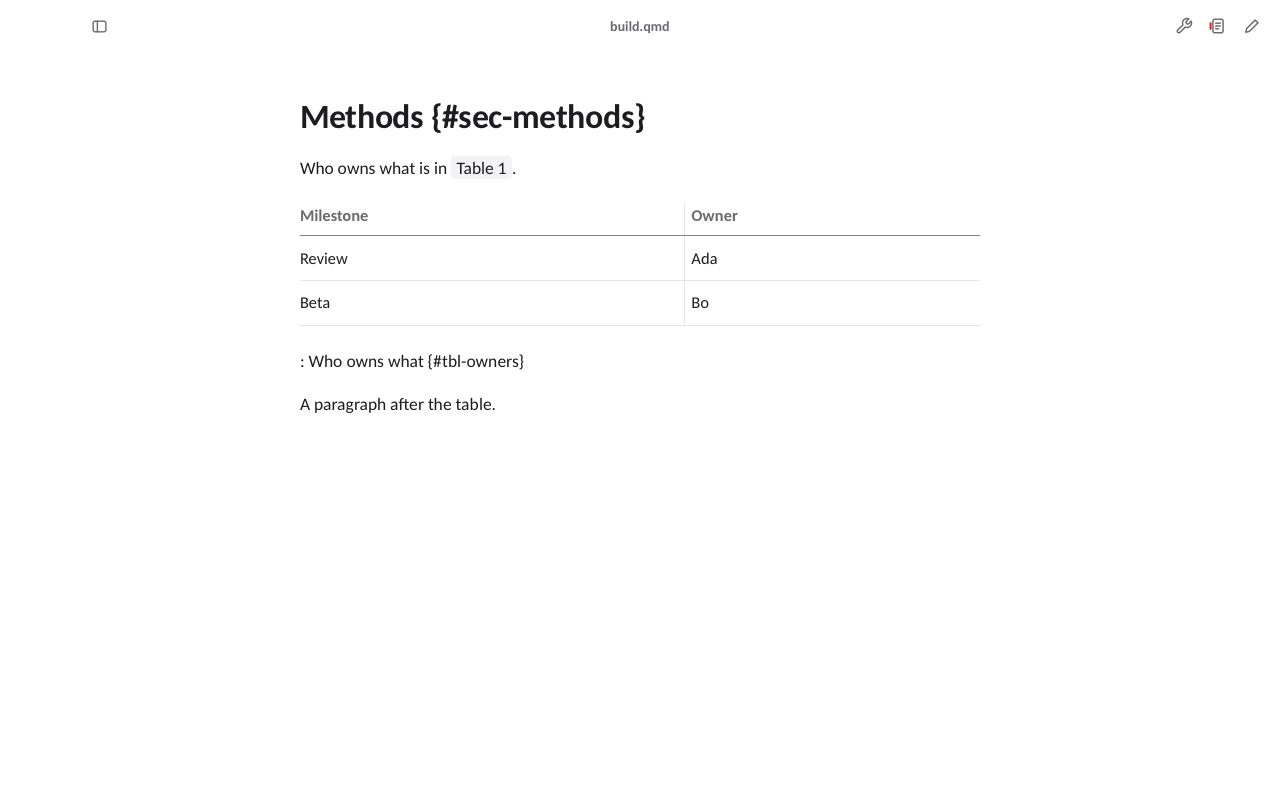 build.qmd
Methods {#sec-methods}
Who owns what is in Table 1.
Milestone Owner
Review Ada
Beta Bo
: Who owns what {#tbl-owners}
A paragraph after the table.